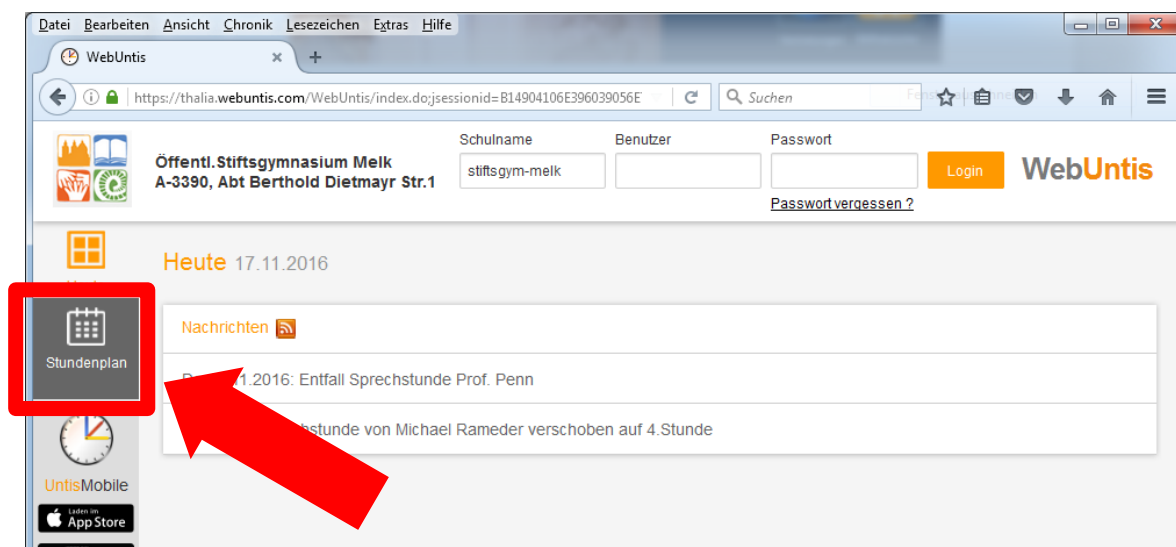 Datei Bearbeiten Ansicht Chronik Lesezeichen Extras Hilfe
WebUntis
https://thalia.webuntis.com/WebUntis/index.do;jsessionid=B14904106E396039056E
Suchen
Schulname Benutzer Passwort
Öffentl.Stiftsgymnasium Melk
A-3390, Abt Berthold Dietmayr Str.1
stiftsgym-melk
Login
WebUntis
Passwort vergessen ?
Heute 17.11.2016
Nachrichten
Stundenplan
1.2016: Entfall Sprechstunde Prof. Penn
stunde von Michael Rameder verschoben auf 4.Stunde
UntisMobile
Laden im
App Store